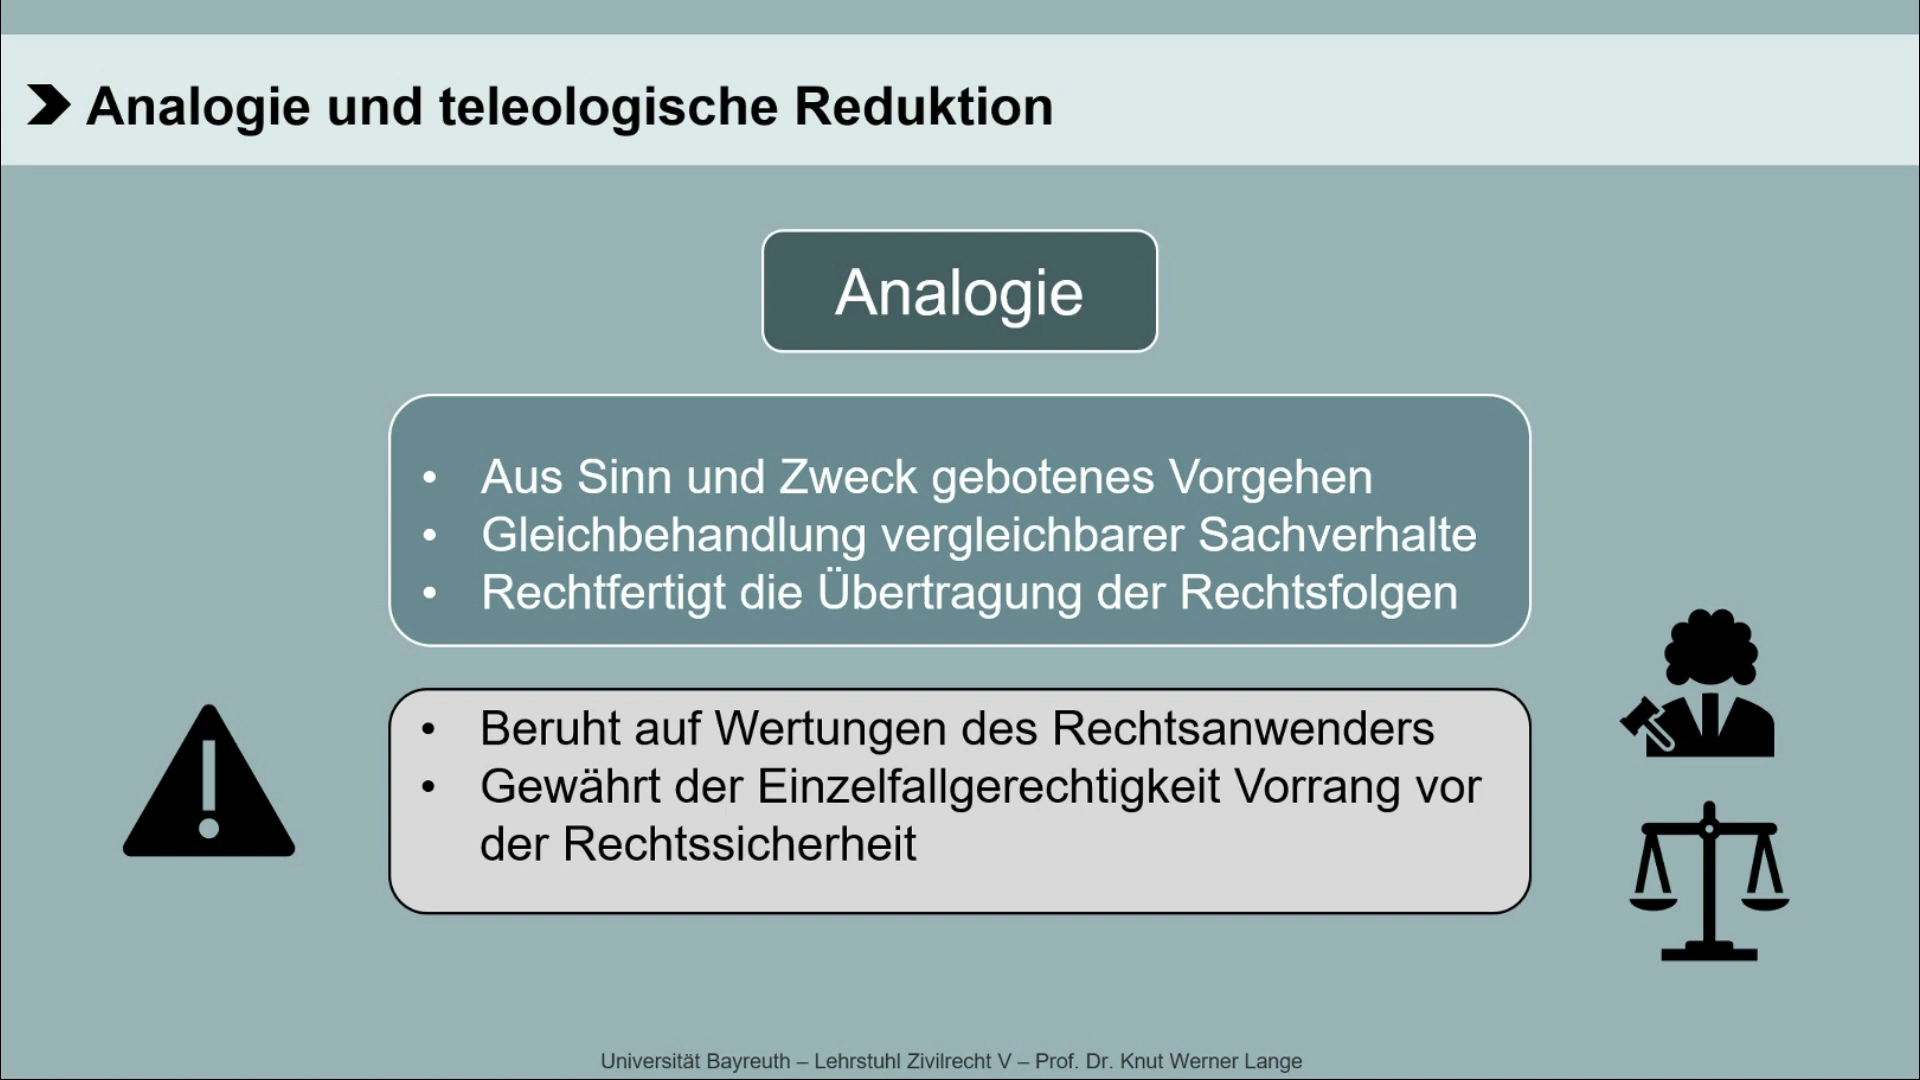 Analogie und teleologische Reduktion
Analogie
• Aus Sinn und Zweck gebotenes Vorgehen
• Gleichbehandlung vergleichbarer Sachverhalte
• Rechtfertigt die Übertragung der Rechtsfolgen
• Beruht auf Wertungen des Rechtsanwenders
• Gewährt der Einzelfallgerechtigkeit Vorrang vor
der Rechtssicherheit
Universität Bayreuth – Lehrstuhl Zivilrecht V – Prof. Dr. Knut Werner Lange